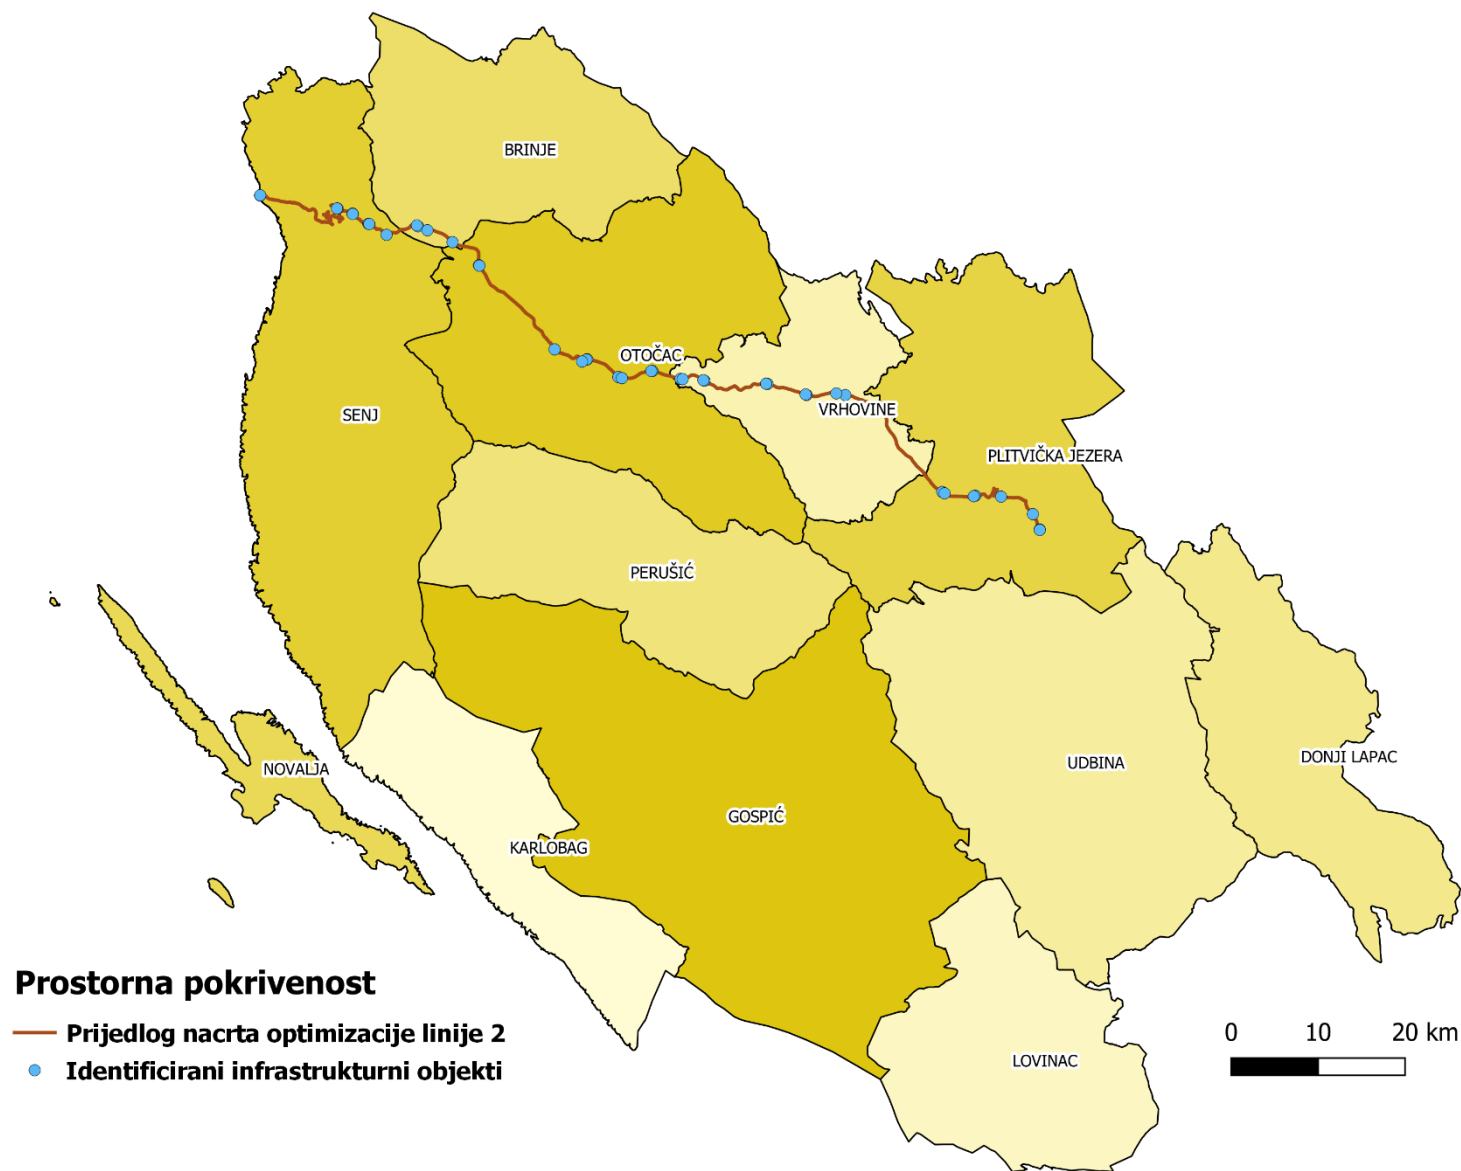 BRINJE
OTOČAC
SENJ
VRHOVINE
PLITVIČKA JEZERA
PERUŠIĆ
NOVALJA
UDBINA
DONJI LAPAC
GOSPIĆ
KARLOBAG
LOVINAC
Prostorna pokrivenost
Prijedlog nacrta optimizacije linije 2
Identificirani infrastrukturni objekti
0 10 20 km